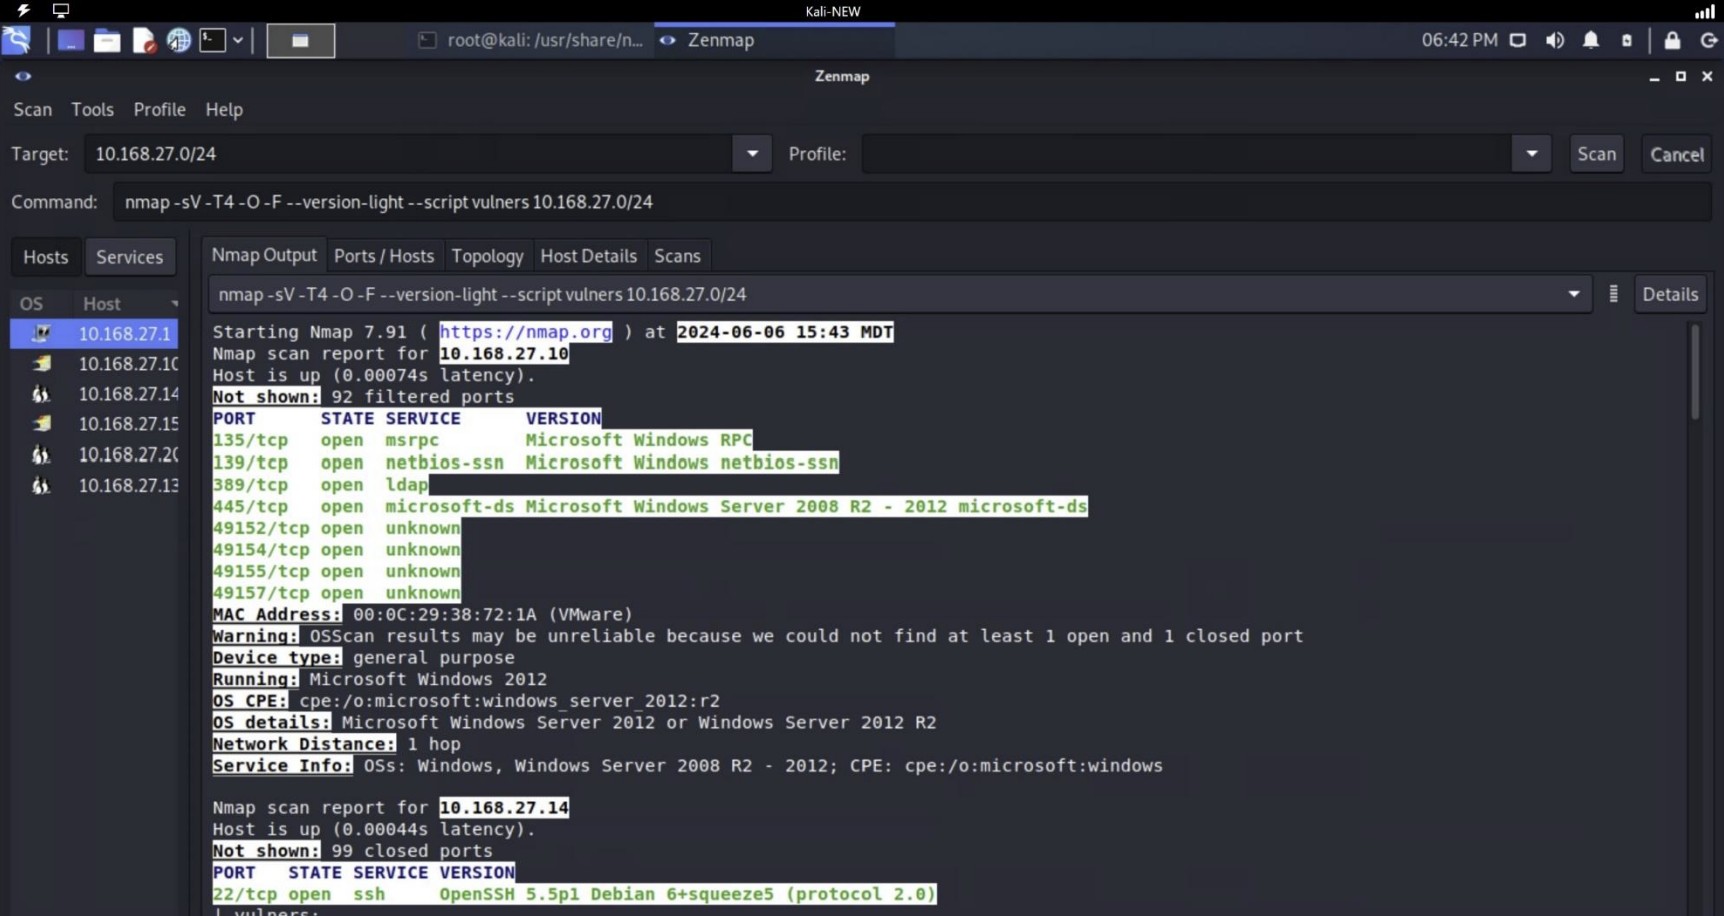 Kali-NEW
root@kali: /usr/share/n...
Zenmap
06:42 PM
Zenmap
Scan Tools Profile Help
Target: 10.168.27.0/24 Profile: Scan Cancel
Command: nmap -sV -T4 -O -F --version-light --script vulners 10.168.27.0/24
Hosts Services
Nmap Output Ports / Hosts Topology Host Details Scans
nmap -sV -T4 -O -F --version-light --script vulners 10.168.27.0/24 Details
OS Host
10.168.27.1
10.168.27.10
10.168.27.14
10.168.27.15
10.168.27.20
10.168.27.13
Starting Nmap 7.91 ( https://nmap.org ) at 2024-06-06 15:43 MDT
Nmap scan report for 10.168.27.10
Host is up (0.00074s latency).
Not shown: 92 filtered ports
PORT STATE SERVICE VERSION
135/tcp open msrpc Microsoft Windows RPC
139/tcp open netbios-ssn Microsoft Windows netbios-ssn
389/tcp open ldap
445/tcp open microsoft-ds Microsoft Windows Server 2008 R2 - 2012 microsoft-ds
49152/tcp open unknown
49154/tcp open unknown
49155/tcp open unknown
49157/tcp open unknown
MAC Address: 00:0C:29:38:72:1A (VMware)
Warning: OSScan results may be unreliable because we could not find at least 1 open and 1 closed port
Device type: general purpose
Running: Microsoft Windows 2012
OS CPE: cpe:/o:microsoft:windows_server_2012:r2
OS details: Microsoft Windows Server 2012 or Windows Server 2012 R2
Network Distance: 1 hop
Service Info: OSs: Windows, Windows Server 2008 R2 - 2012; CPE: cpe:/o:microsoft:windows
Nmap scan report for 10.168.27.14
Host is up (0.00044s latency).
Not shown: 99 closed ports
PORT STATE SERVICE VERSION
22/tcp open ssh OpenSSH 5.5p1 Debian 6+squeeze5 (protocol 2.0)
| vulners: